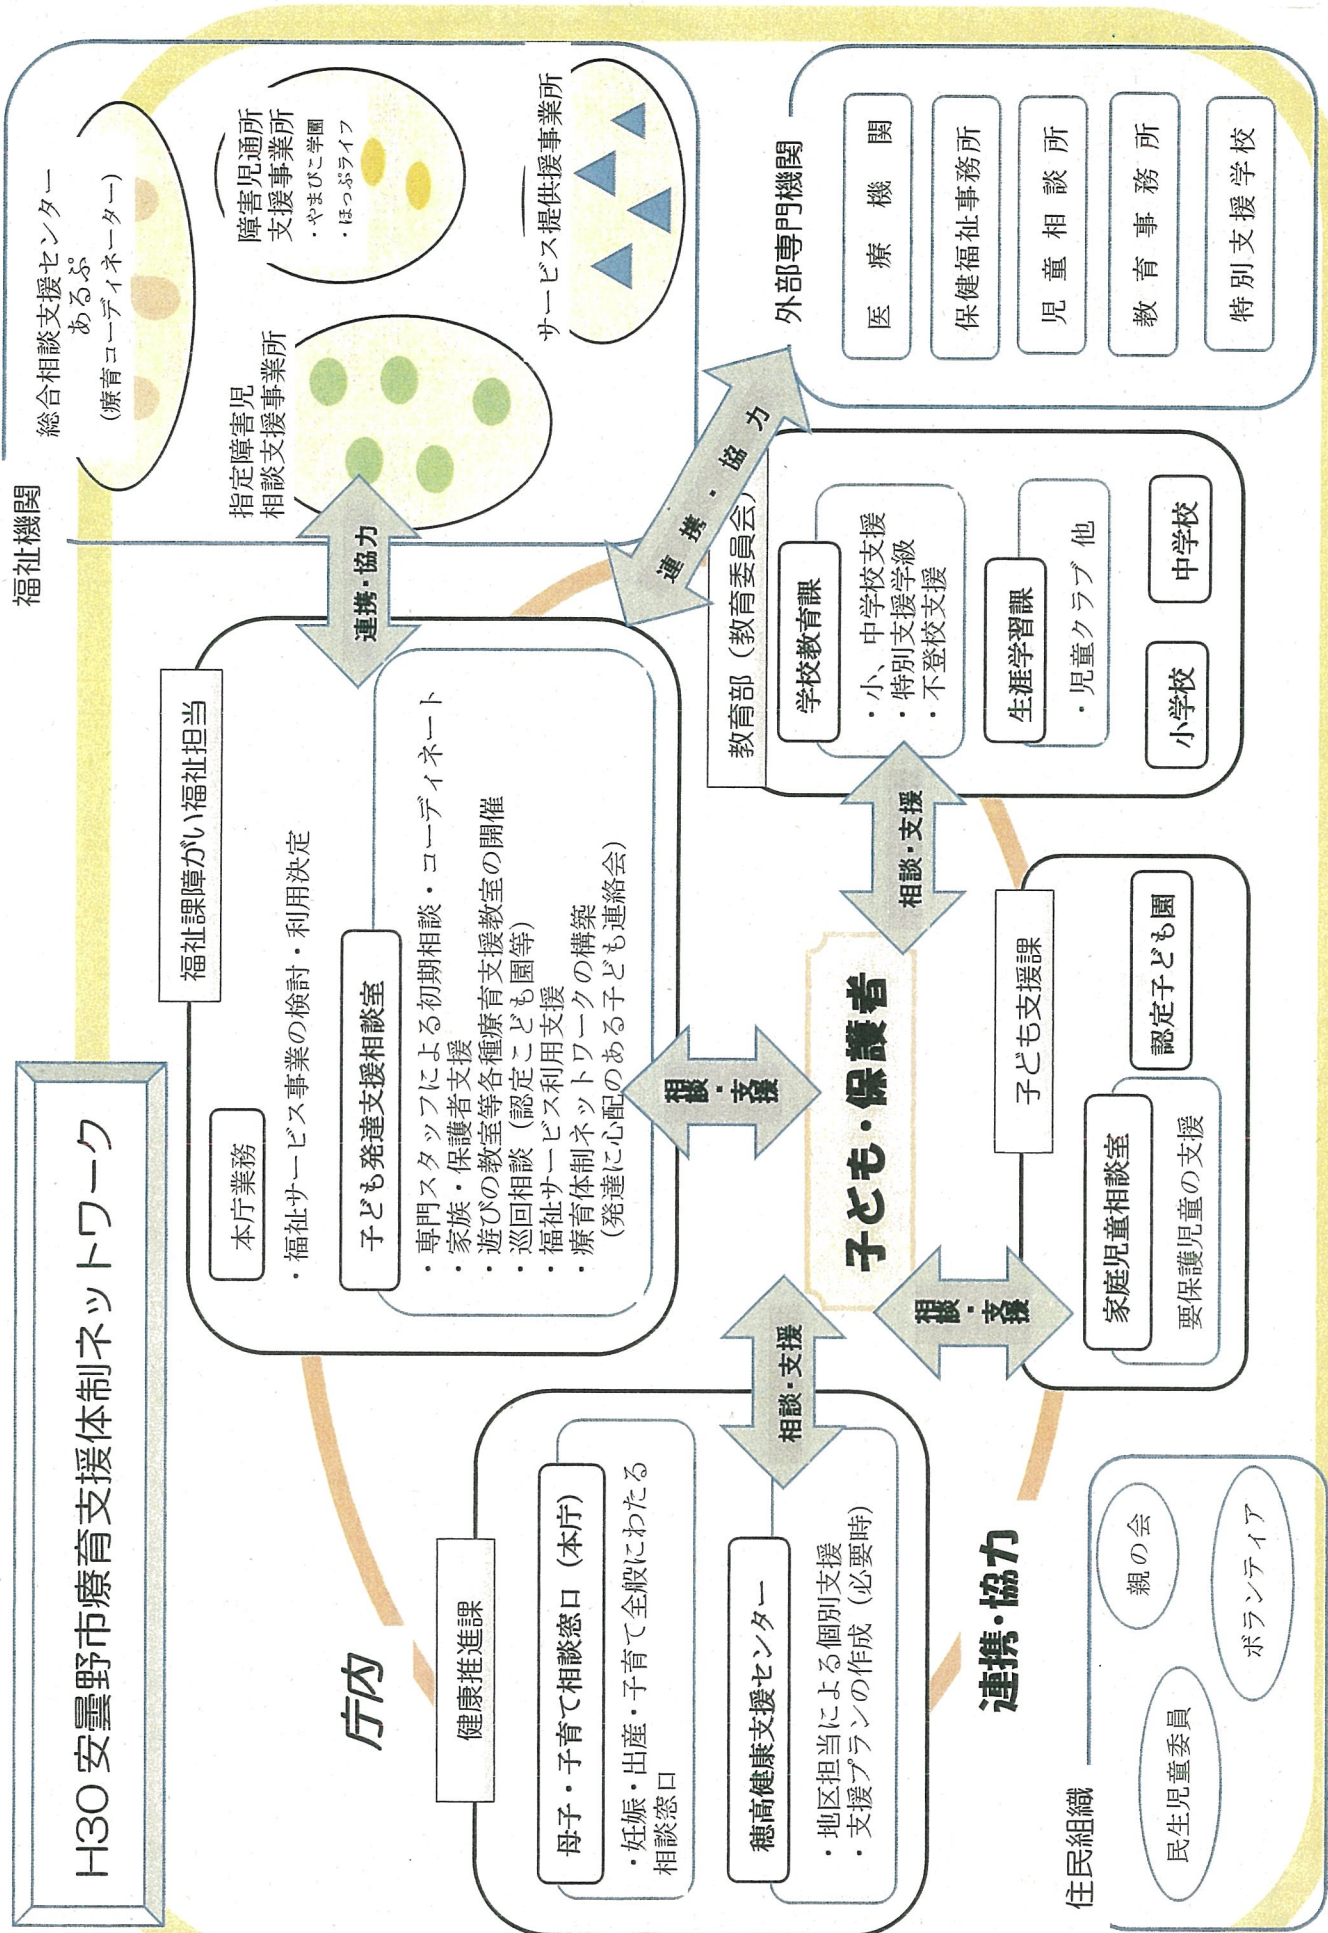 H30 安曇野市療育支援体制ネットワーク
福祉機関
総合相談支援センター
あるぷ
(療育コーディネーター)
指定障害児
相談支援事業所
障害児通所
支援事業所
・やまびこ学園
・ほっぷライフ
サービス提供援事業所
連携・協力
庁内
福祉課障がい福祉担当
本庁業務
・福祉サービス事業の検討・利用決定
子ども発達支援相談室
・専門スタッフによる初期相談・コーディネート
・家族・保護者支援
・遊びの教室等各種療育支援教室の開催
・巡回相談（認定こども園等）
・福祉サービス利用支援
・療育体制ネットワークの構築
(発達に心配のある子ども連絡会)
健康推進課
母子・子育て相談窓口（本庁）
・妊娠・出産・子育て全般にわたる
相談窓口
穂高健康支援センター
・地区担当による個別支援
・支援プランの作成（必要時）
相談・支援
相談・支援
相談・支援
相談・支援
子ども・保護者
連携・協力
教育部（教育委員会）
学校教育課
・小、中学校支援
・特別支援学級
・不登校支援
生涯学習課
・児童クラブ 他
小学校
中学校
外部専門機関
医療機関
保健福祉事務所
児童相談所
教育事務所
特別支援学校
子ども支援課
家庭児童相談室
要保護児童の支援
認定子ども園
連携・協力
住民組織
民生児童委員
親の会
ボランティア